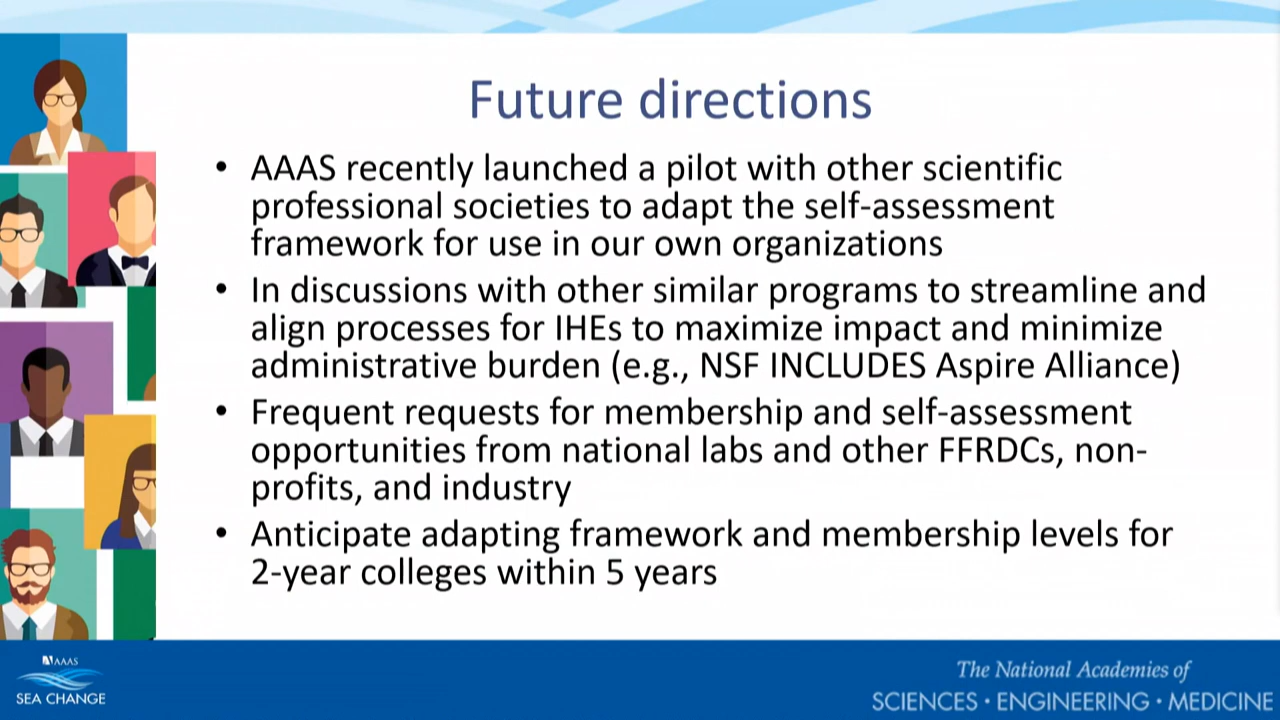 Future directions
• AAAS recently launched a pilot with other scientific
professional societies to adapt the self-assessment
framework for use in our own organizations
• In discussions with other similar programs to streamline and
align processes for IHEs to maximize impact and minimize
administrative burden (e.g., NSF INCLUDES Aspire Alliance)
• Frequent requests for membership and self-assessment
opportunities from national labs and other FFRDCs, non-
profits, and industry
• Anticipate adapting framework and membership levels for
2-year colleges within 5 years
AAAS
SEA CHANGE
The National Academies of
SCIENCES • ENGINEERING • MEDICINE